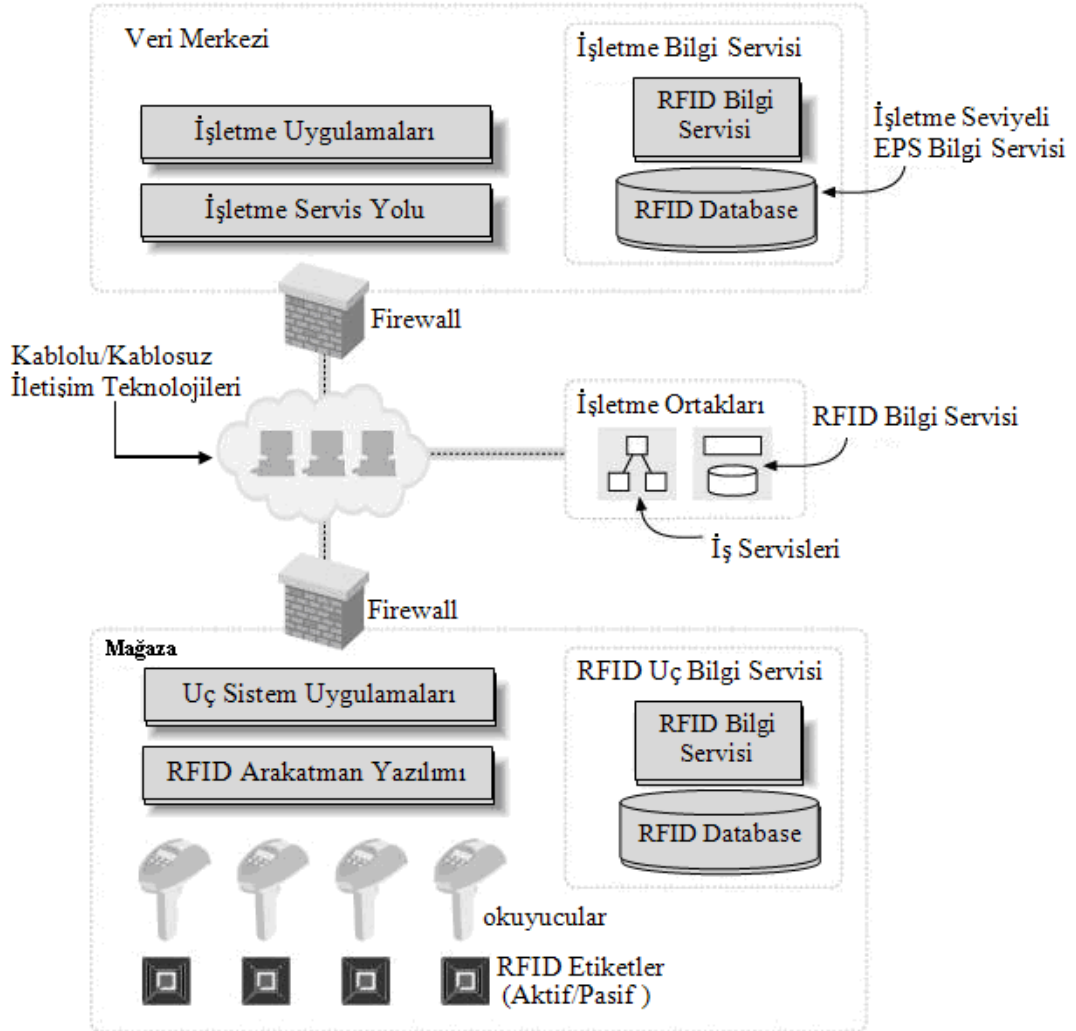 Veri Merkezi
İşletme Uygulamaları
İşletme Servis Yolu
İşletme Bilgi Servisi
RFID Bilgi
Servisi
RFID Database
İşletme Seviyeli
EPS Bilgi Servisi
Firewall
Kablolu/Kablosuz
İletişim Teknolojileri
İşletme Ortakları
RFID Bilgi Servisi
İş Servisleri
Firewall
Mağaza
Uç Sistem Uygulamaları
RFID Arakatman Yazılımı
RFID Uç Bilgi Servisi
RFID Bilgi
Servisi
RFID Database
okuyucular
RFID Etiketler
(Aktif/Pasif )